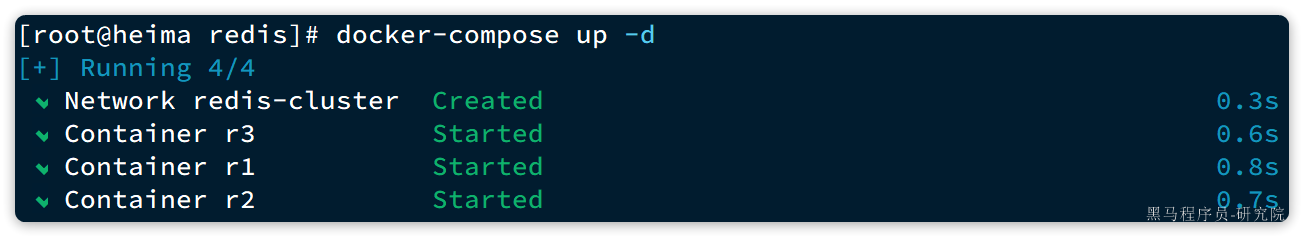 [root@heima redis]# docker-compose up -d
[+] Running 4/4
✔ Network redis-cluster Created 0.3s
✔ Container r3 Started 0.6s
✔ Container r1 Started 0.8s
✔ Container r2 Started 0.7s
黑马程序员-研究院